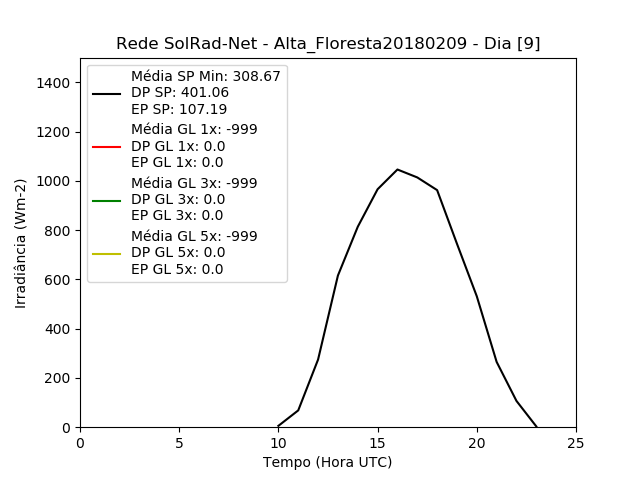 Rede SolRad-Net - Alta_Floresta20180209 - Dia [9]
Média SP Min: 308.67
DP SP: 401.06
EP SP: 107.19
Média GL 1x: -999
DP GL 1x: 0.0
EP GL 1x: 0.0
Média GL 3x: -999
DP GL 3x: 0.0
EP GL 3x: 0.0
Média GL 5x: -999
DP GL 5x: 0.0
EP GL 5x: 0.0
Irradiância (Wm-2)
1400
1200
1000
800
600
400
200
0
0 5 10 15 20 25
Tempo (Hora UTC)